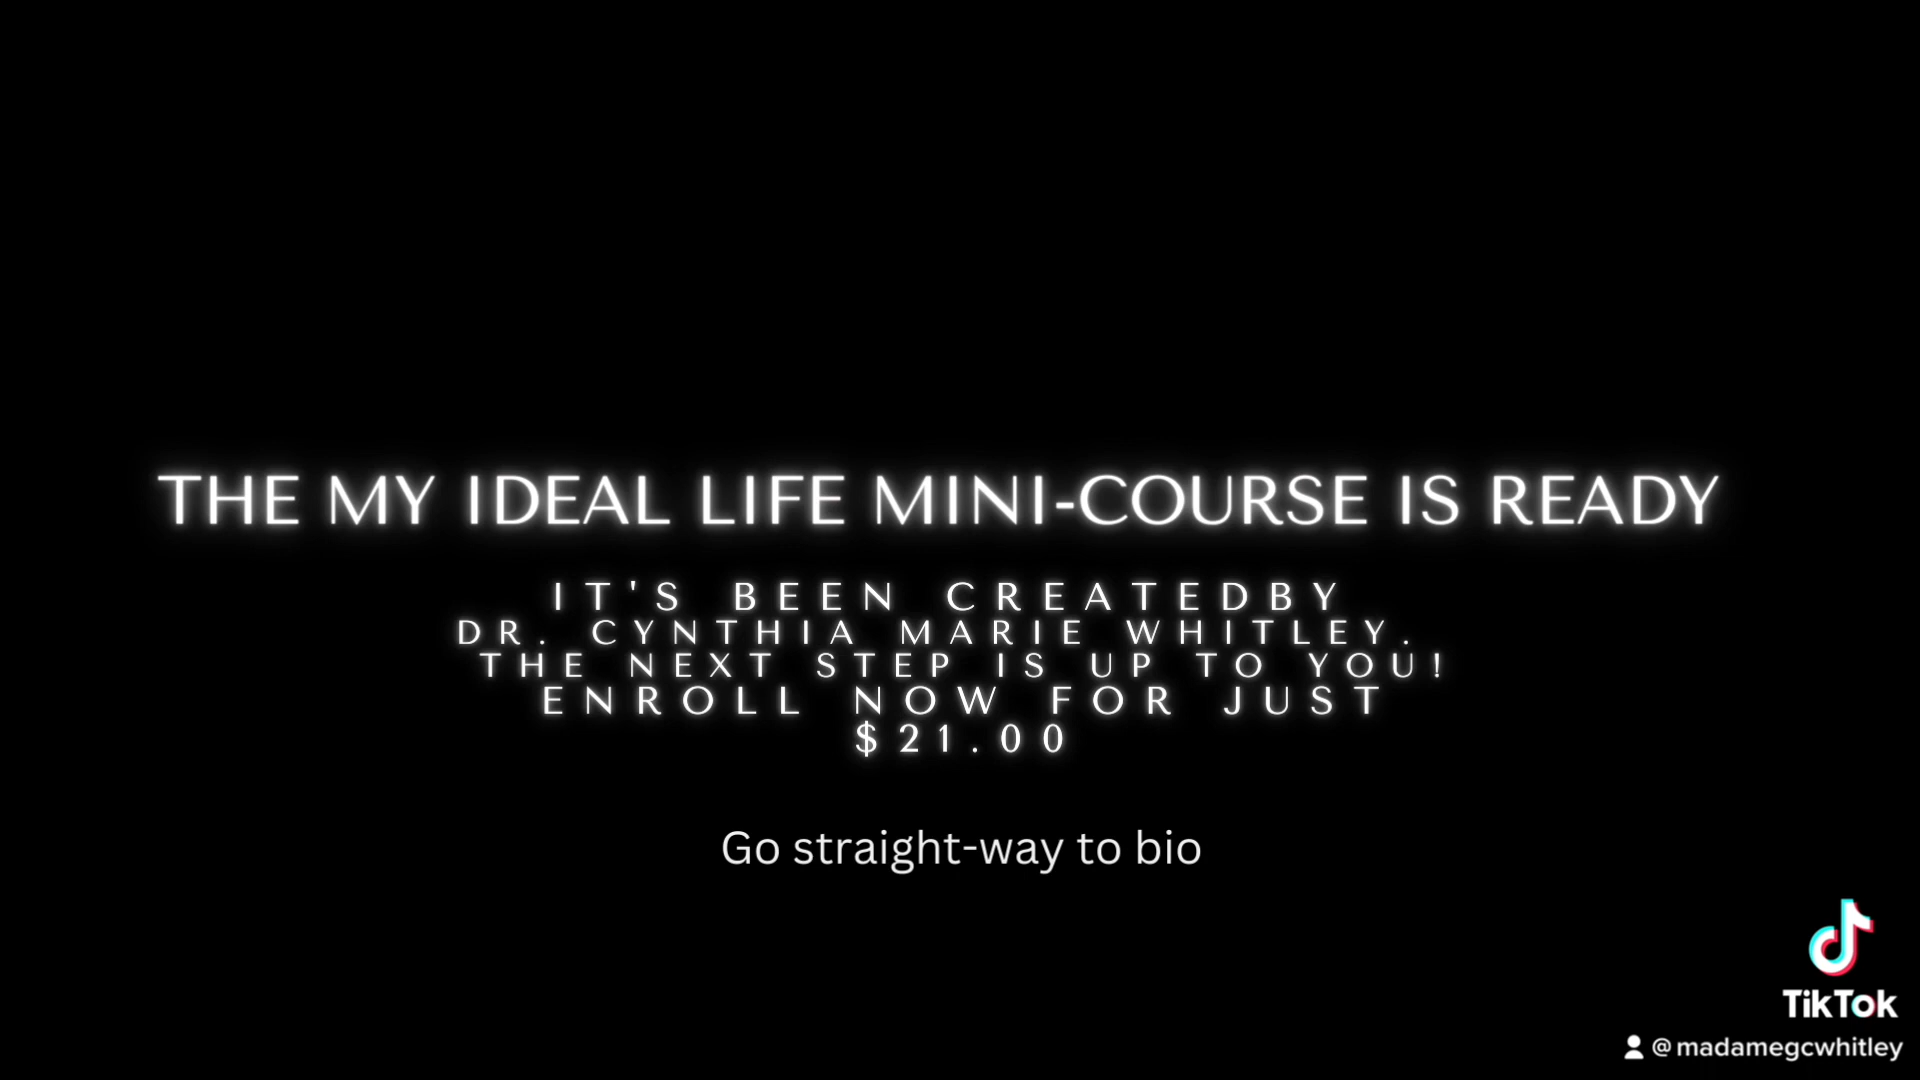 THE MY IDEAL LIFE MINI-COURSE IS READY
IT'S BEEN CREATEDBY
DR. CYNTHIA MARIE WHITLEY.
THE NEXT STEP IS UP TO YOU!
ENROLL NOW FOR JUST
$21.00
Go straight-way to bio
TikTok
@madamegcwhitley